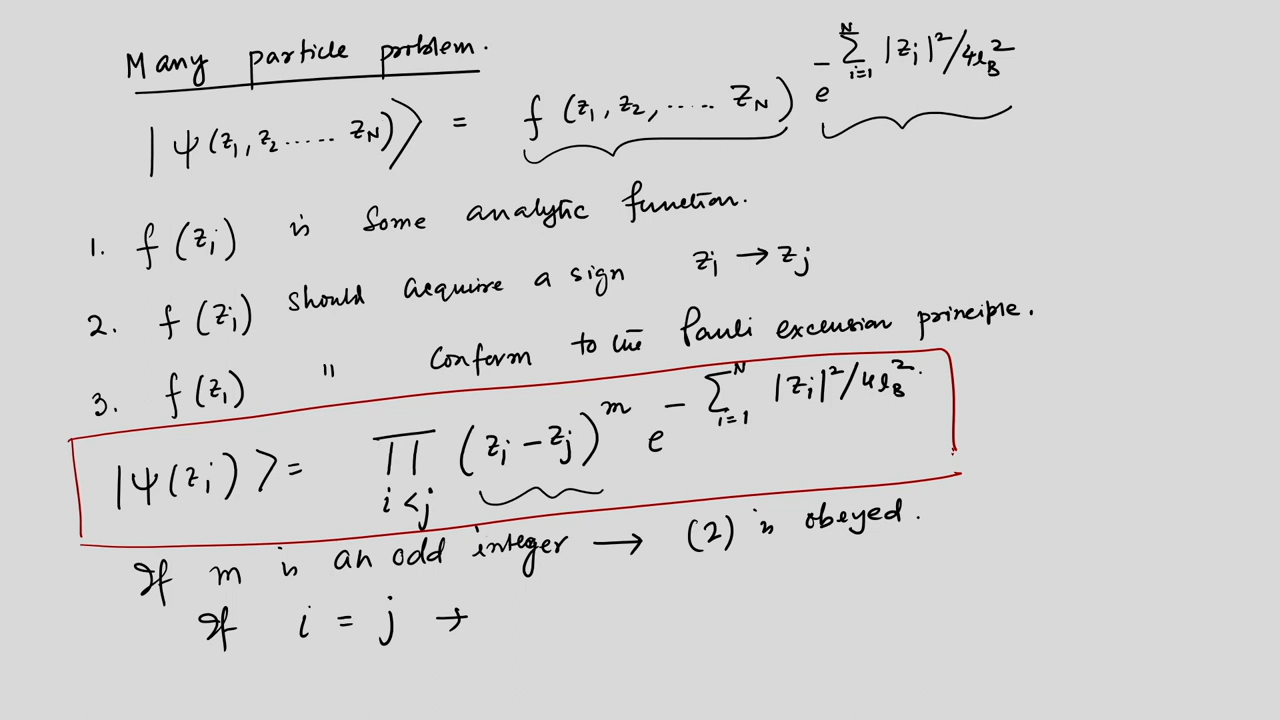 Many particle problem.
|ψ(z₁, z₂ ..... z_N)⟩ = f(z₁, z₂, ..... z_N) e^{-∑_{i=1}^{N} |z_i|²/4l_B²}
1. f(z_i) is some analytic function.
2. f(z_i) should acquire a sign z_i → z_j
3. f(z_i) " conform to the Pauli excension principle.
|ψ(z_i)⟩ = ∏_{i<j} (z_i - z_j)^m e^{-∑_{i=1}^{N} |z_i|²/4l_B²}.
If m is an odd integer → (2) is obeyed.
If i = j →